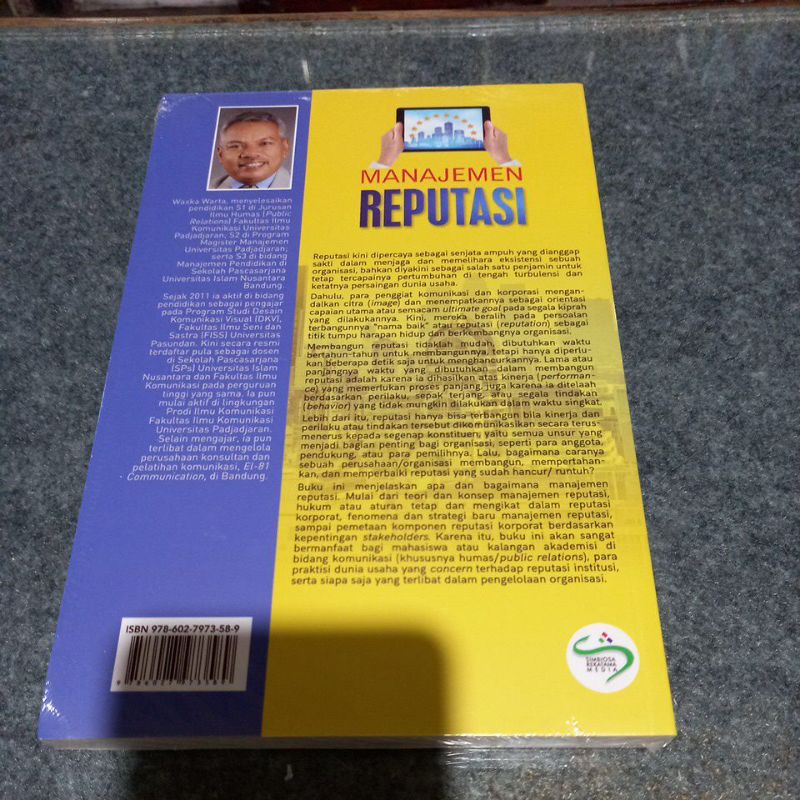 Waxka Warta, menyelesaikan
pendidikan S1 di Jurusan
Ilmu Humas (Public
Relations) Fakultas Ilmu
Komunikasi Universitas
Padjadjaran, S2 di Program
Magister Manajemen
Universitas Padjadjaran;
serta S3 di bidang
Manajemen Pendidikan di
Sekolah Pascasarjana
Universitas Islam Nusantara
Bandung.
Sejak 2011 ia aktif di bidang
pendidikan sebagai pengajar
pada Program Studi Desain
Komunikasi Visual (DKV),
Fakultas Ilmu Seni dan
Sastra (FISS) Universitas
Pasundan. Kini secara resmi
terdaftar pula sebagai dosen
di Sekolah Pascasarjana
(SPs) Universitas Islam
Nusantara dan Fakultas Ilmu
Komunikasi pada perguruan
tinggi yang sama. Ia pun
mulai aktif di lingkungan
Prodi Ilmu Komunikasi
Fakultas Ilmu Komunikasi
Universitas Padjadjaran.
Selain mengajar, ia pun
terlibat dalam mengelola
perusahaan konsultan dan
pelatihan komunikasi, El-81
Communication, di Bandung.
ISBN 978-602-7973-58-9
MANAJEMEN
REPUTASI
Reputasi kini dipercaya sebagai senjata ampuh yang dianggap
sakti dalam menjaga dan memelihara eksistensi sebuah
organisasi, bahkan diyakini sebagai salah satu penjamin untuk
tetap tercapainya pertumbuhan di tengah turbulensi dan
ketatnya persaingan dunia usaha.
Dahulu, para penggiat komunikasi dan korporasi mengan-
dalkan citra (image) dan menempatkannya sebagai orientasi
capaian utama atau semacam ultimate goal pada segala kiprah
yang dilakukannya. Kini, mereka beralih pada persoalan
terbangunnya "nama baik" atau reputasi (reputation) sebagai
titik tumpu harapan hidup dan berkembangnya organisasi.
Membangun reputasi tidaklah mudah, dibutuhkan waktu
bertahun-tahun untuk membangunnya, tetapi hanya diperlu-
kan beberapa detik saja untuk menghancurkannya. Lama atau
panjangnya waktu yang dibutuhkan dalam membangun
reputasi adalah karena ia dihasilkan atas kinerja (performan-
ce) yang memerlukan proses panjang, juga karena ia ditelaah
berdasarkan perilaku, sepak terjang, atau segala tindakan
(behavior) yang tidak mungkin dilakukan dalam waktu singkat.
Lebih dari itu, reputasi hanya bisa terbangun bila kinerja dan
perilaku atau tindakan tersebut dikomunikasikan secara terus-
menerus kepada segenap konstituen, yaitu semua unsur yang
menjadi bagian penting bagi organisasi, seperti para anggota,
pendukung, atau para pemilihnya. Lalu, bagaimana caranya
sebuah perusahaan/organisasi membangun, mempertahan-
kan, dan memperbaiki reputasi yang sudah hancur/ runtuh?
Buku ini menjelaskan apa dan bagaimana manajemen
reputasi. Mulai dari teori dan konsep manajemen reputasi,
hukum atau aturan tetap dan mengikat dalam reputasi
korporat, fenomena dan strategi baru manajemen reputasi,
sampai pemetaan komponen reputasi korporat berdasarkan
kepentingan stakeholders. Karena itu, buku ini akan sangat
bermanfaat bagi mahasiswa atau kalangan akademisi di
bidang komunikasi (khususnya humas/public relations), para
praktisi dunia usaha yang concern terhadap reputasi institusi,
serta siapa saja yang terlibat dalam pengelolaan organisasi.
SIMBIOSA
REKATAMA
MEDIA